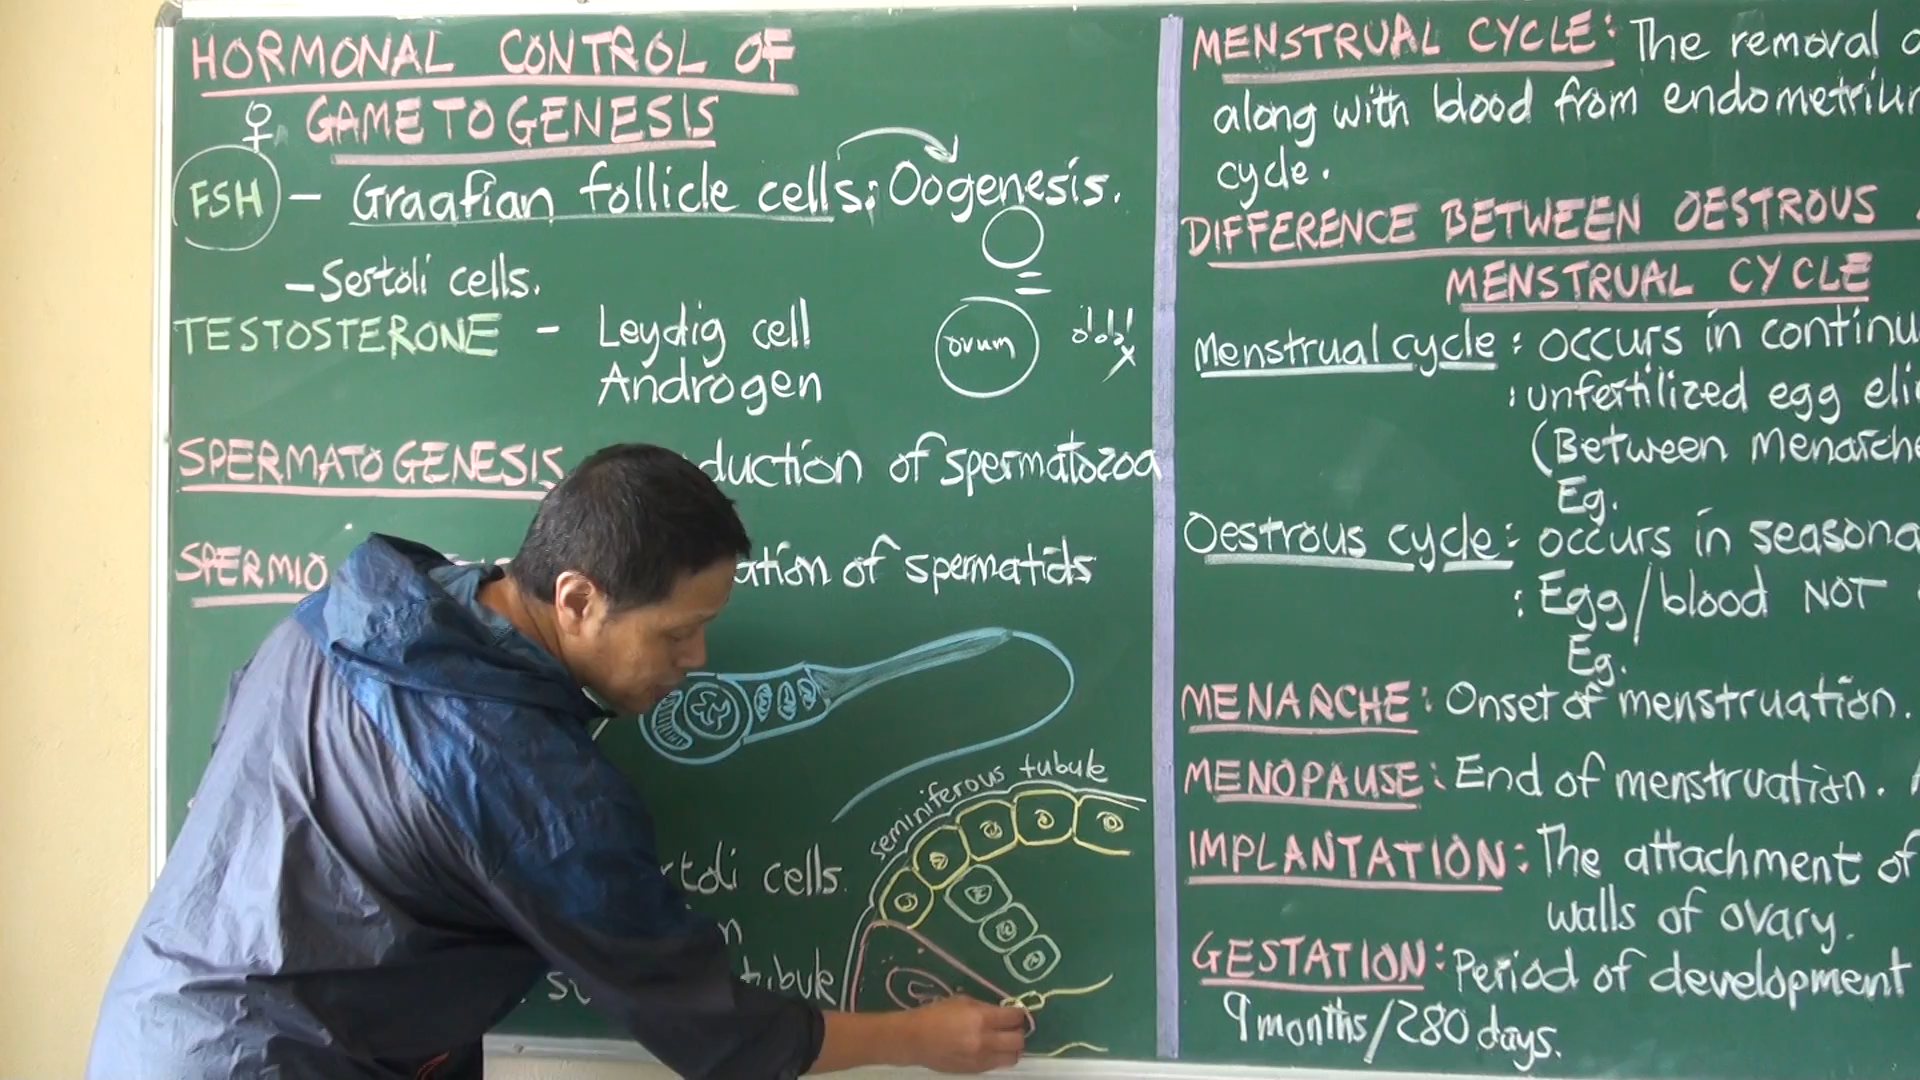 HORMONAL CONTROL OF
♀ GAMETOGENESIS
FSH – Graafian follicle cells: Oogenesis.
– Sertoli cells.
TESTOSTERONE – Leydig cell
Androgen
ovum
SPERMATOGENESIS duction of spermatozoa
SPERMIO ation of spermatids
seminiferous tubule
rtoli cells.
n
tubule
MENSTRUAL CYCLE: The removal
along with blood from endometrium
cycle.
DIFFERENCE BETWEEN OESTROUS
MENSTRUAL CYCLE
Menstrual cycle: occurs in continu
: unfertilized egg eli
(Between Menarche
Eg.
Oestrous cycle: occurs in seasona
: Egg/blood NOT
Eg.
MENARCHE: Onset of menstruation.
MENOPAUSE: End of menstruation.
IMPLANTATION: The attachment of
walls of ovary.
GESTATION: Period of development
9 months/280 days.